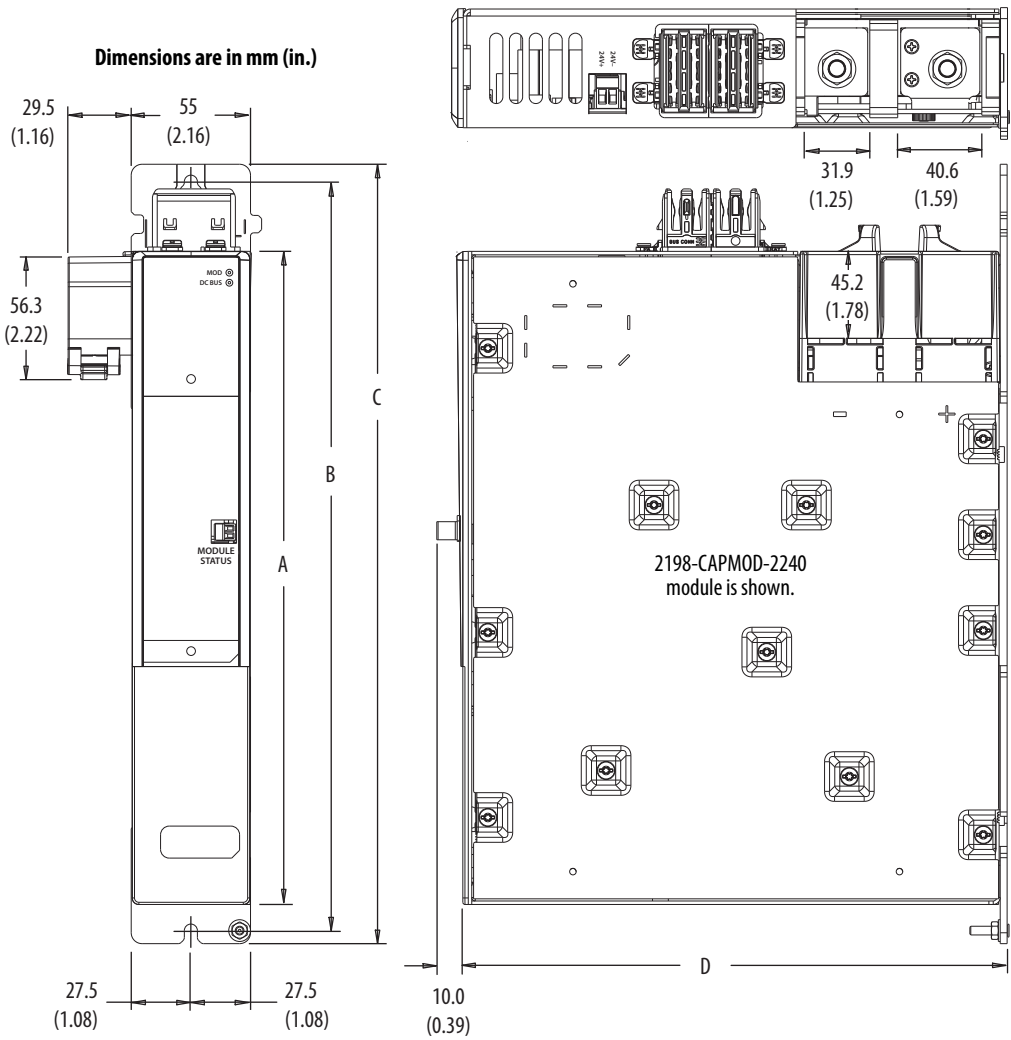 Dimensions are in mm (in.)
24V-
24V+
29.5
(1.16)
55
(2.16)
31.9
(1.25)
40.6
(1.59)
MOD
DC BUS
56.3
(2.22)
BUS CONN
45.2
(1.78)
C
B
A
MODULE
STATUS
2198-CAPMOD-2240
module is shown.
D
27.5
(1.08)
27.5
(1.08)
10.0
(0.39)